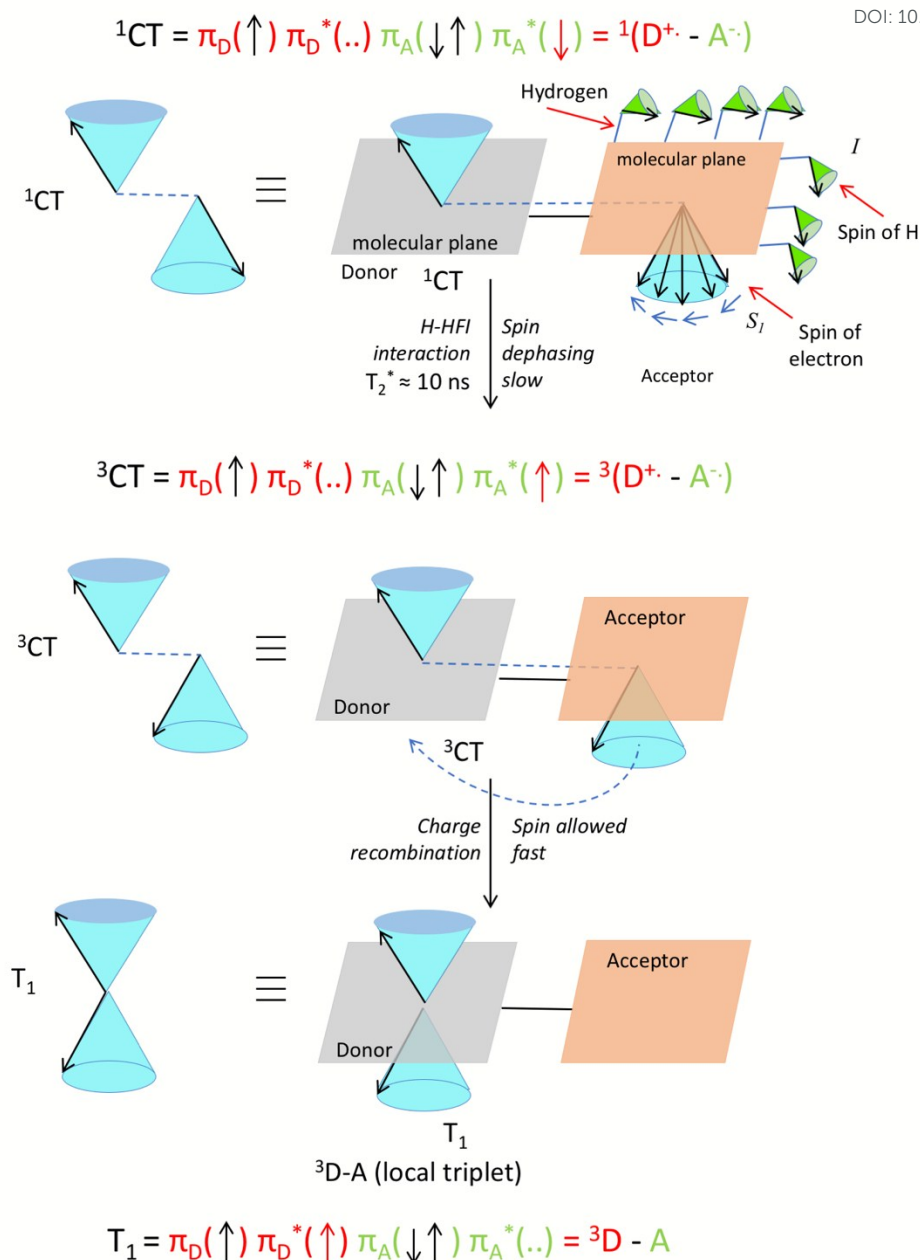 DOI: 10
¹CT = π_D(↑) π_D*(..) π_A(↓↑) π_A*(↓) = ¹(D⁺· - A⁻·)
Hydrogen
molecular plane
I
¹CT
≡
Spin of H
molecular plane
Donor
¹CT
S₁
Spin of
electron
Acceptor
H-HFI
interaction
T₂* ≈ 10 ns
Spin
dephasing
slow
³CT = π_D(↑) π_D*(..) π_A(↓↑) π_A*(↑) = ³(D⁺· - A⁻·)
³CT
≡
Acceptor
Donor
³CT
Charge
recombination
Spin allowed
fast
T₁
≡
Acceptor
Donor
T₁
³D-A (local triplet)
T₁ = π_D(↑) π_D*(↑) π_A(↓↑) π_A*(..) = ³D - A